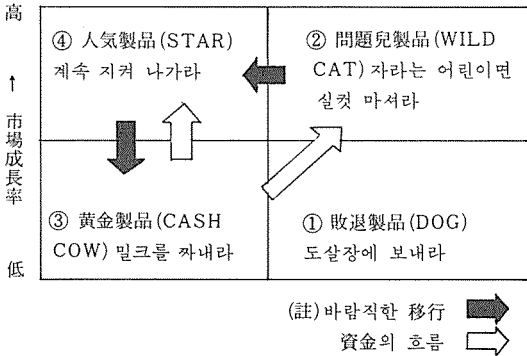 高
↑
市場成長率
低
④ 人気製品(STAR)
계속 지켜 나가라
② 問題兒製品(WILD
CAT) 자라는 어린이면
실컷 마셔라
③ 黄金製品(CASH
COW) 밀크를 짜내라
① 敗退製品(DOG)
도살장에 보내라
(註) 바람직한 移行
資金의 흐름